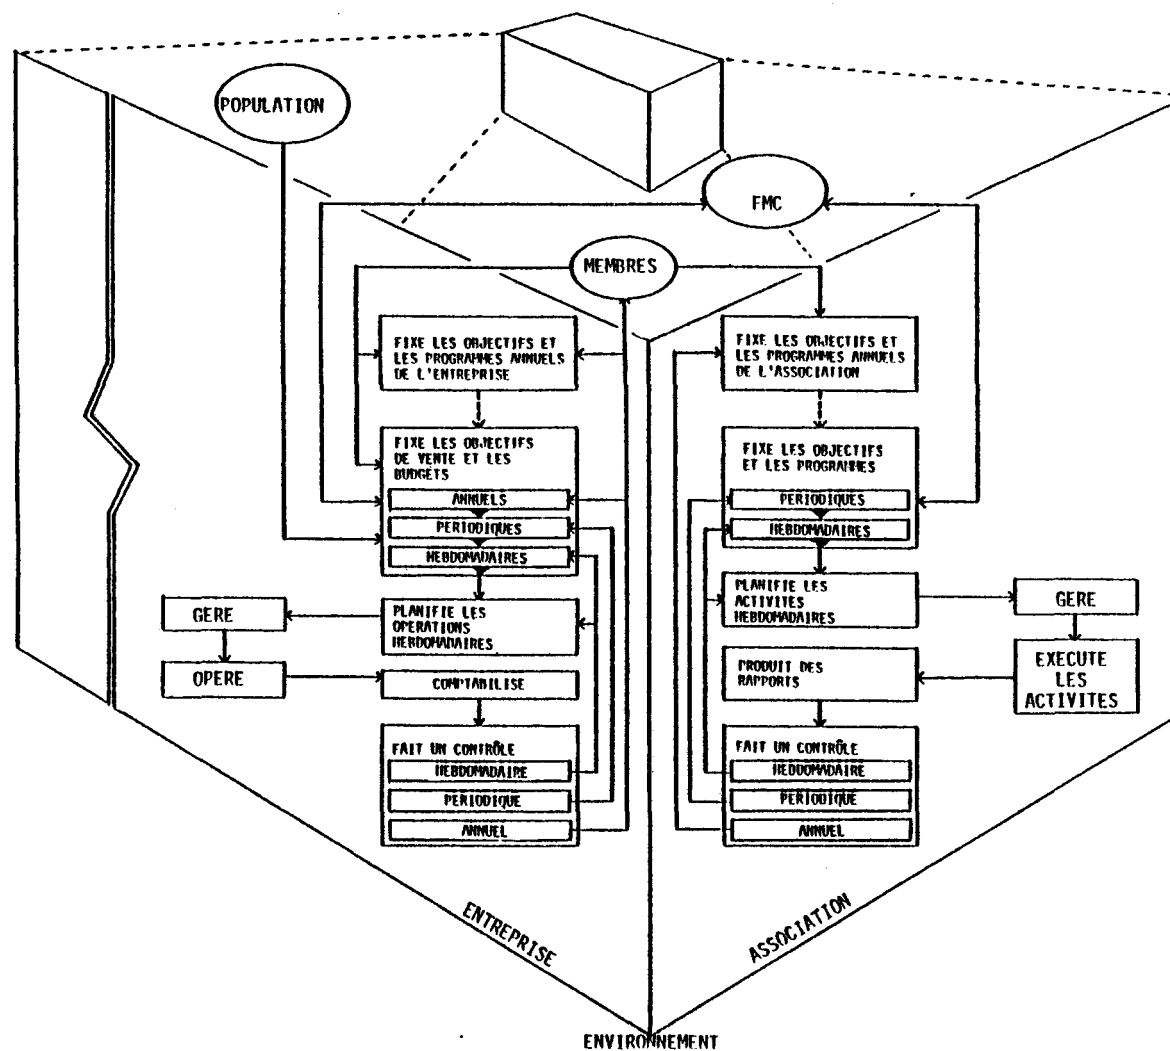 POPULATION
FMC
MEMBRES
FIXE LES OBJECTIFS ET
LES PROGRAMMES ANNUELS
DE L'ENTREPRISE
FIXE LES OBJECTIFS
DE VENTE ET LES
BUDGÉTS
ANNUELS
PERIODIQUES
HEBDOMADAIRES
PLANIFIE LES
OPERATIONS
HEBDOMADAIRES
GERE
OPERE
COMPTABILISE
FAIT UN CONTRÔLE
HEBDOMADAIRE
PERIODIQUE
ANNUEL
FIXE LES OBJECTIFS ET
LES PROGRAMMES ANNUELS
DE L'ASSOCIATION
FIXE LES OBJECTIFS
ET LES PROGRAMMES
PERIODIQUES
HEBDOMADAIRES
PLANIFIE LES
ACTIVITÉS
HEBDOMADAIRES
GERE
EXECUTE
LES
ACTIVITES
PRODUIT DES
RAPPORTS
FAIT UN CONTRÔLE
HEBDOMADAIRE
PERIODIQUE
ANNUEL
ENTREPRISE
ASSOCIATION
ENVIRONNEMENT